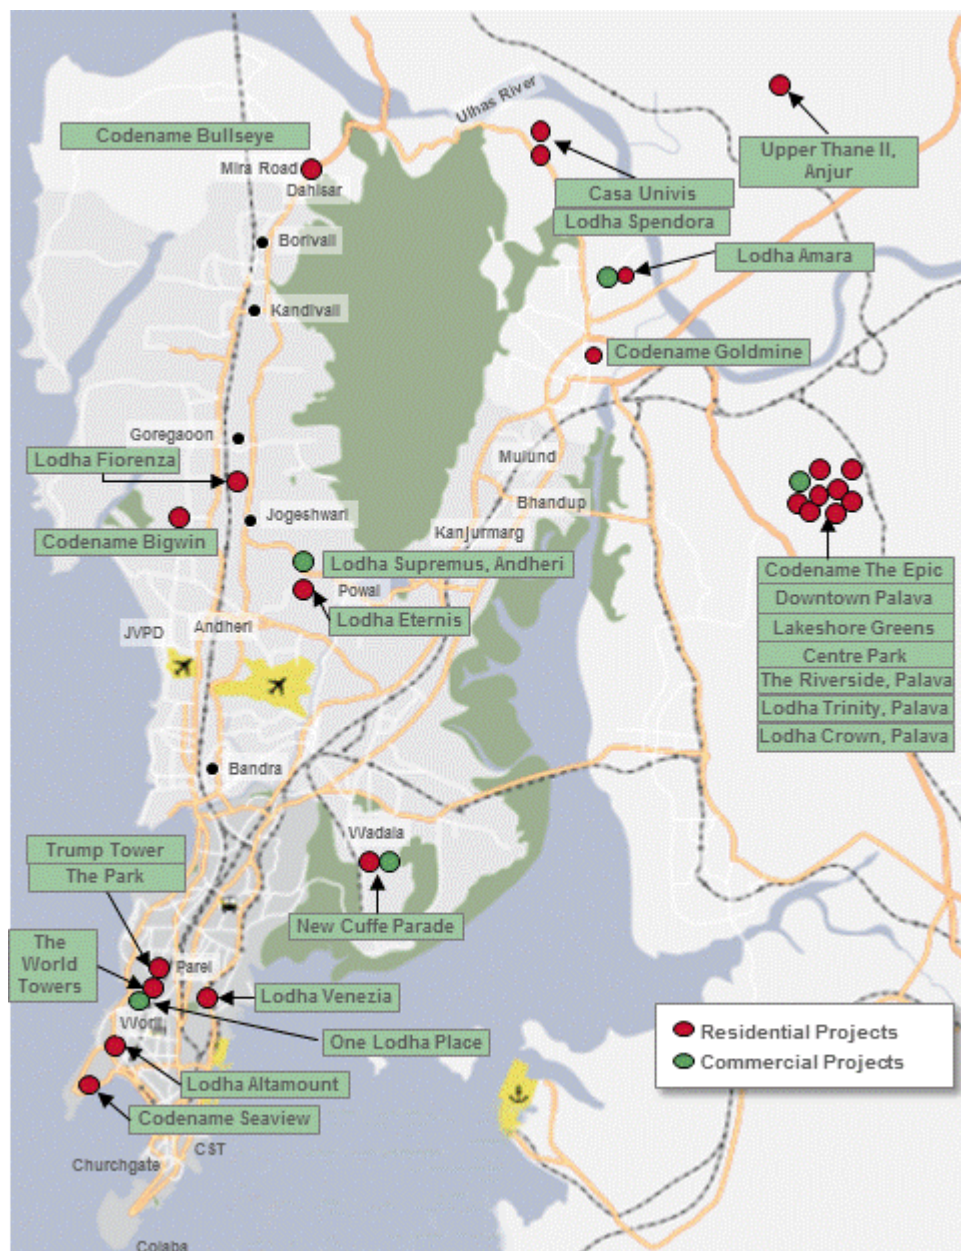 Ulhas River
Codename Bullseye
Mira Road
Dahisar
Upper Thane II,
Anjur
Casa Univis
Lodha Spendora
Borivali
Lodha Amara
Kandivali
Codename Goldmine
Goregaoon
Lodha Fiorenza
Mulund
Bhandup
Jogeshwari
Codename Bigwin
Kanjurmarg
Lodha Supremus, Andheri
Powai
Lodha Eternis
Codename The Epic
Downtown Palava
Lakeshore Greens
Centre Park
The Riverside, Palava
Lodha Trinity, Palava
Lodha Crown, Palava
JVPD
Andheri
Bandra
Wadala
Trump Tower
The Park
New Cuffe Parade
The
World
Towers
Parel
Lodha Venezia
Worli
One Lodha Place
Residential Projects
Commercial Projects
Lodha Altamount
Codename Seaview
CST
Churchgate
Colaba